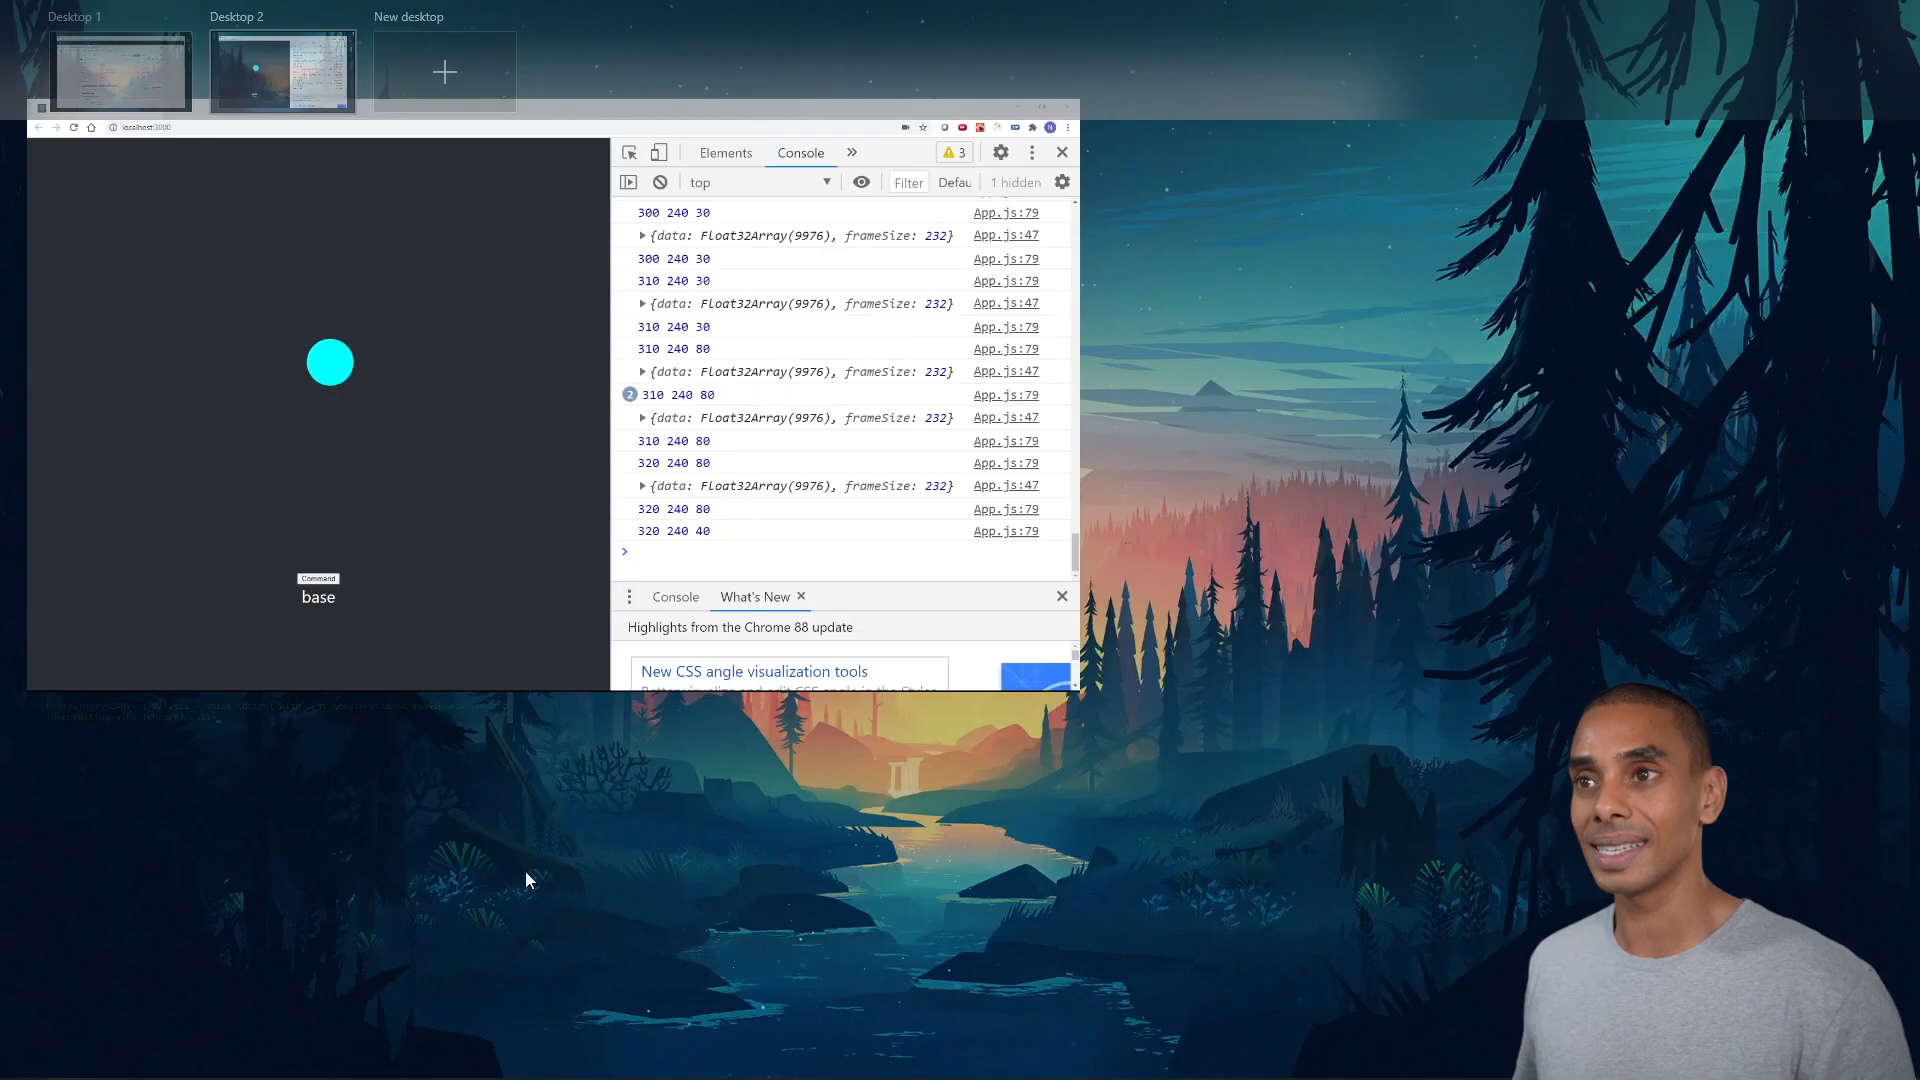 Desktop 1
Desktop 2
New desktop
localhost:3000
Elements
Console
3
top
Filter
Defau
1 hidden
300 240 30 App.js:79
{data: Float32Array(9976), frameSize: 232} App.js:47
300 240 30 App.js:79
310 240 30 App.js:79
{data: Float32Array(9976), frameSize: 232} App.js:47
310 240 30 App.js:79
310 240 80 App.js:79
{data: Float32Array(9976), frameSize: 232} App.js:47
2 310 240 80 App.js:79
{data: Float32Array(9976), frameSize: 232} App.js:47
310 240 80 App.js:79
320 240 80 App.js:79
{data: Float32Array(9976), frameSize: 232} App.js:47
320 240 80 App.js:79
320 240 40 App.js:79
Command
base
Console
What's New
Highlights from the Chrome 88 update
New CSS angle visualization tools